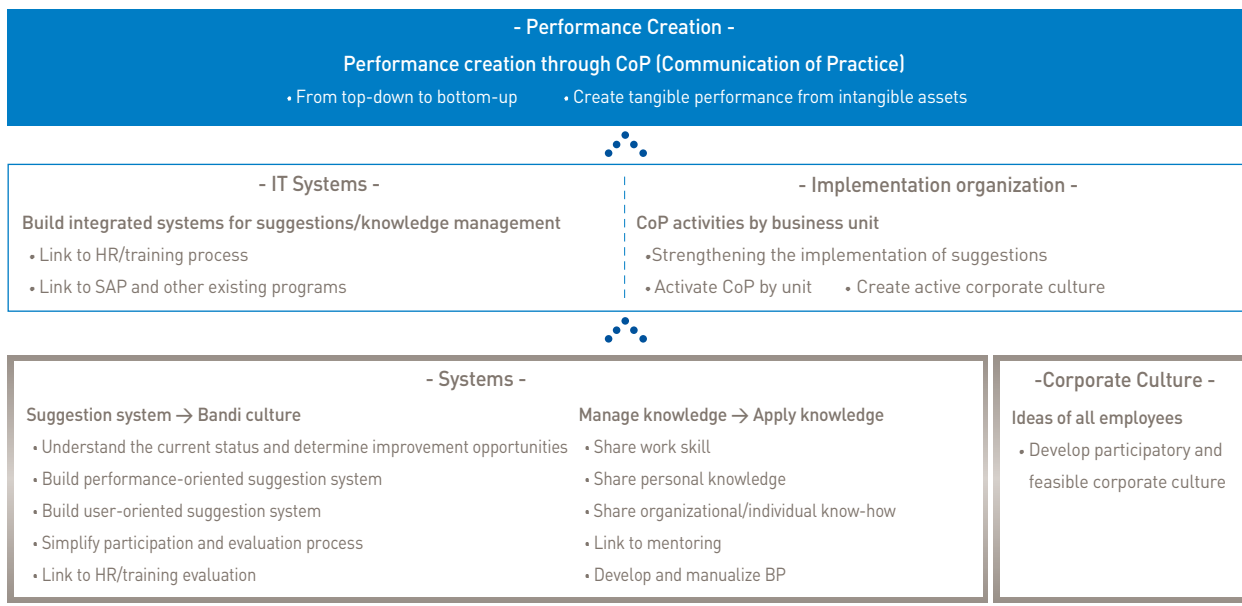 - Performance Creation -
Performance creation through CoP (Communication of Practice)
• From top-down to bottom-up • Create tangible performance from intangible assets
- IT Systems -
Build integrated systems for suggestions/knowledge management
• Link to HR/training process
• Link to SAP and other existing programs
- Implementation organization -
CoP activities by business unit
•Strengthening the implementation of suggestions
• Activate CoP by unit • Create active corporate culture
- Systems -
Suggestion system → Bandi culture
• Understand the current status and determine improvement opportunities
• Build performance-oriented suggestion system
• Build user-oriented suggestion system
• Simplify participation and evaluation process
• Link to HR/training evaluation
Manage knowledge → Apply knowledge
• Share work skill
• Share personal knowledge
• Share organizational/individual know-how
• Link to mentoring
• Develop and manualize BP
-Corporate Culture -
Ideas of all employees
• Develop participatory and
feasible corporate culture